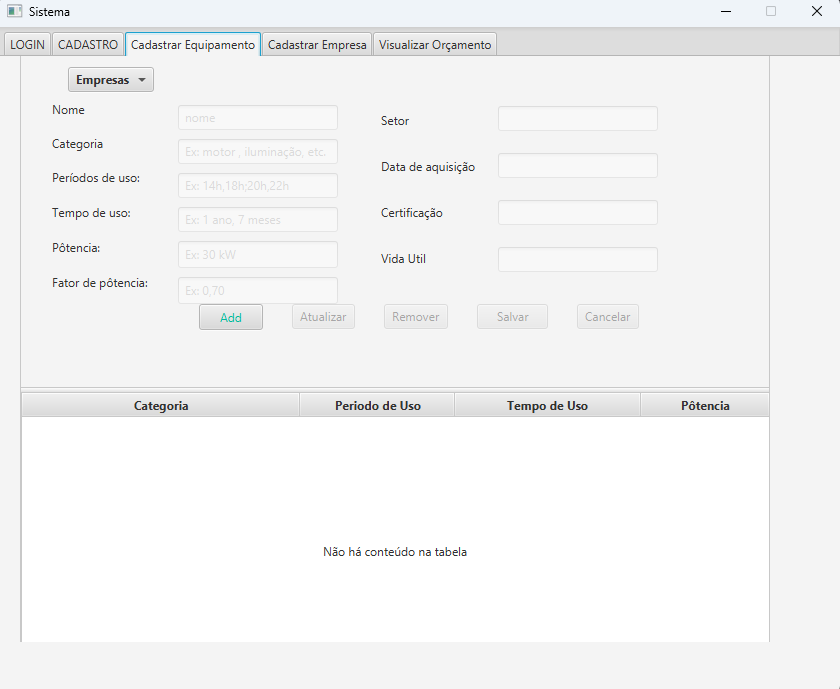 Sistema
LOGIN CADASTRO Cadastrar Equipamento Cadastrar Empresa Visualizar Orçamento
Empresas
Nome nome
Categoria Ex: motor , iluminação, etc.
Períodos de uso: Ex: 14h,18h;20h,22h
Tempo de uso: Ex: 1 ano, 7 meses
Pôtencia: Ex: 30 kW
Fator de pôtencia: Ex: 0,70
Setor
Data de aquisição
Certificação
Vida Util
Add Atualizar Remover Salvar Cancelar
Categoria Periodo de Uso Tempo de Uso Pôtencia
Não há conteúdo na tabela